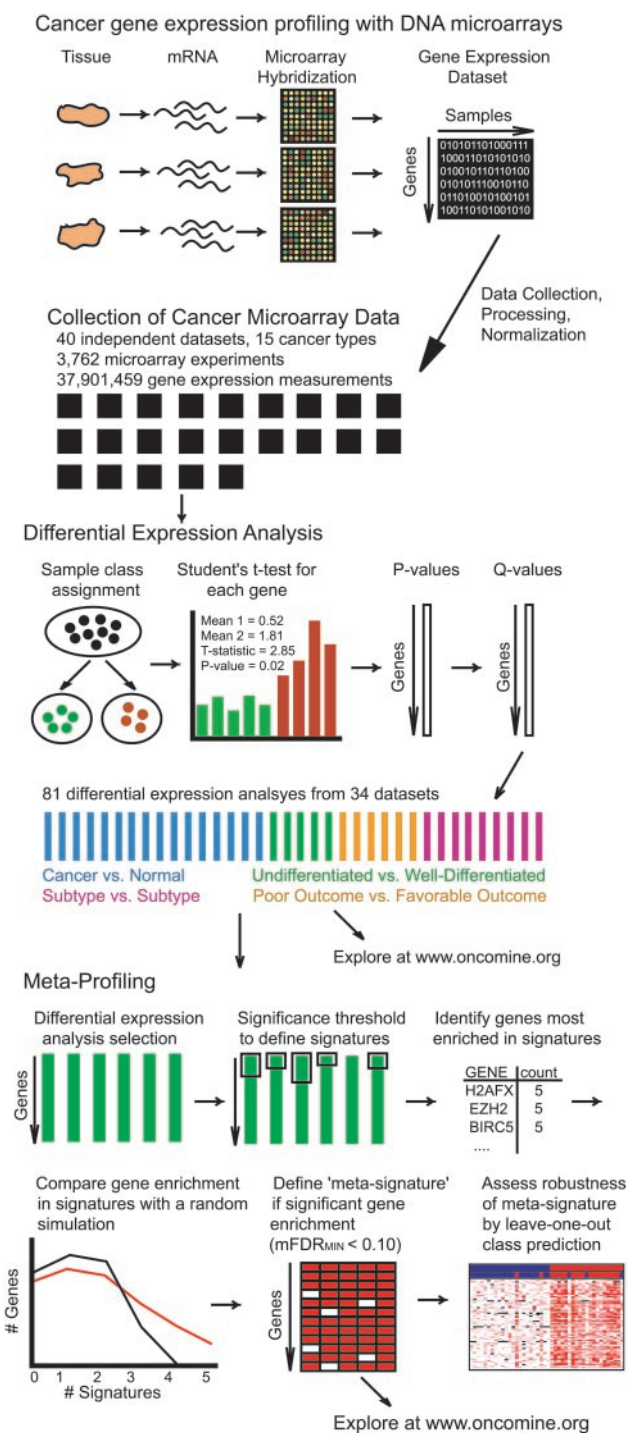 Cancer gene expression profiling with DNA microarrays
Tissue
mRNA
Microarray
Hybridization
Gene Expression
Dataset
Samples
Genes
010101101000111
100011010101010
010010110110100
010101110010110
011010010100101
100110101001010
Data Collection,
Processing,
Normalization
Collection of Cancer Microarray Data
40 independent datasets, 15 cancer types
3,762 microarray experiments
37,901,459 gene expression measurements
Differential Expression Analysis
Sample class
assignment
Student's t-test for
each gene
P-values
Q-values
Mean 1 = 0.52
Mean 2 = 1.81
T-statistic = 2.85
P-value = 0.02
Genes
Genes
81 differential expression analsyes from 34 datasets
Cancer vs. Normal
Undifferentiated vs. Well-Differentiated
Subtype vs. Subtype
Poor Outcome vs. Favorable Outcome
Explore at www.oncomine.org
Meta-Profiling
Differential expression
analysis selection
Significance threshold
to define signatures
Identify genes most
enriched in signatures
Genes
Genes
GENE count
H2AFX 5
EZH2 5
BIRC5 5
....
Compare gene enrichment
in signatures with a random
simulation
Define 'meta-signature'
if significant gene
enrichment
(mFDRMIN < 0.10)
Assess robustness
of meta-signature
by leave-one-out
class prediction
# Genes
0 1 2 3 4 5
# Signatures
Genes
Explore at www.oncomine.org